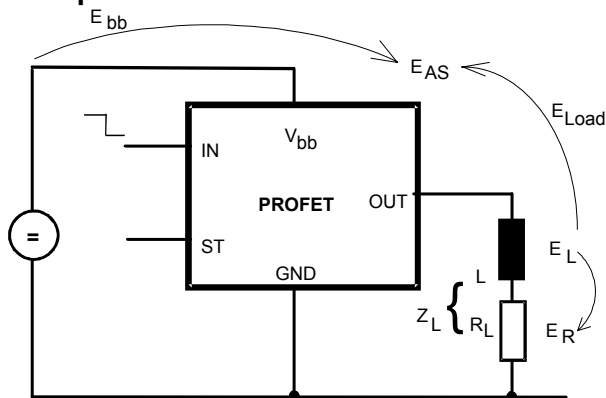 E bb
E AS
E Load
V bb
IN
PROFET
OUT
=
ST
GND
E L
L
Z L { R L
E R